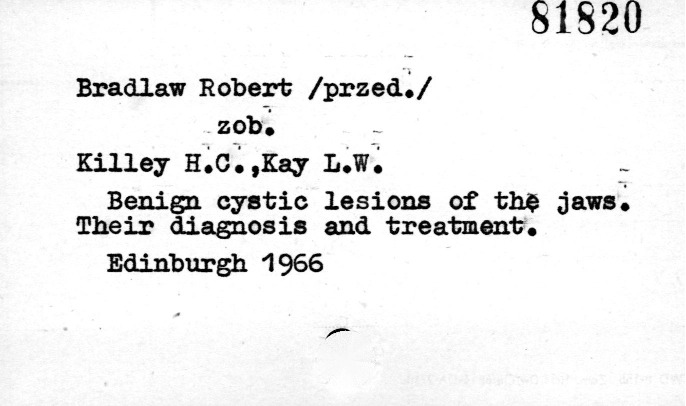 81820
Bradlaw Robert /przed./
zob.
Killey H.C.,Kay L.W.
Benign cystic lesions of the jaws.
Their diagnosis and treatment.
Edinburgh 1966